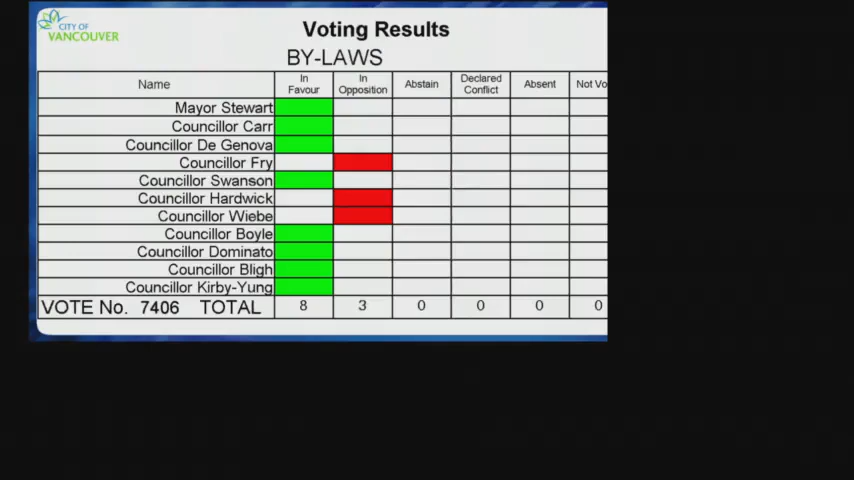 CITY OF
VANCOUVER
Voting Results
BY-LAWS
Name In Favour In Opposition Abstain Declared Conflict Absent Not Vo
Mayor Stewart
Councillor Carr
Councillor De Genova
Councillor Fry
Councillor Swanson
Councillor Hardwick
Councillor Wiebe
Councillor Boyle
Councillor Dominato
Councillor Bligh
Councillor Kirby-Yung
VOTE No. 7406 TOTAL 8 3 0 0 0 0